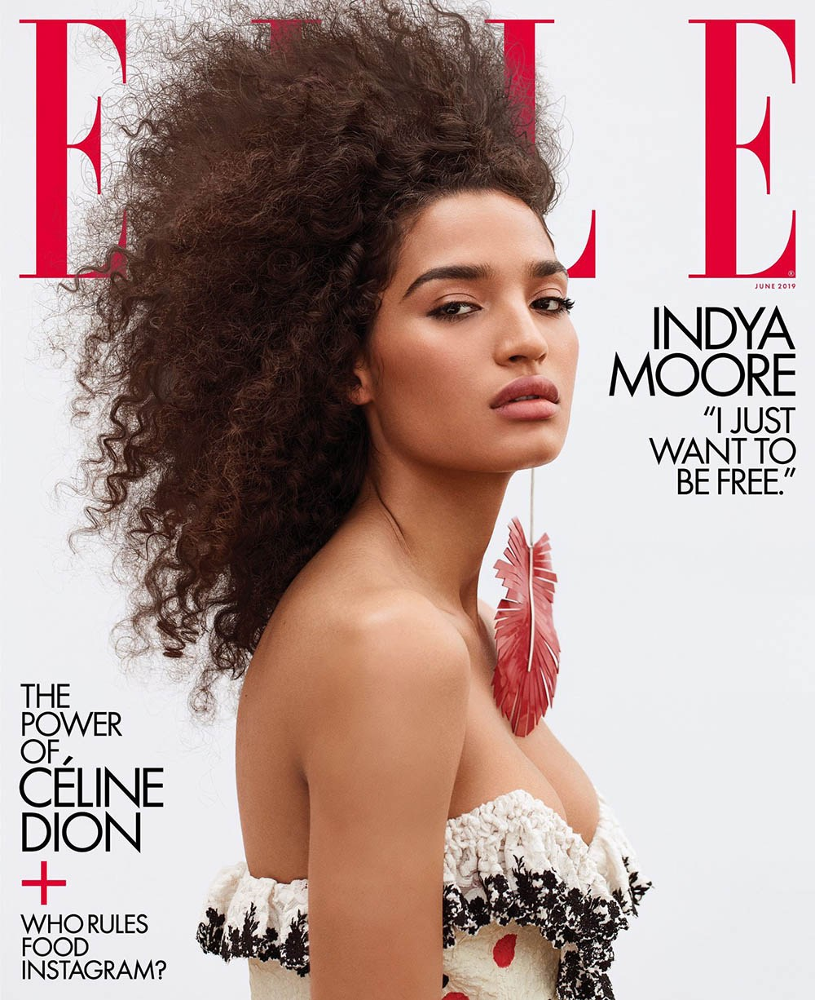 ELLE
JUNE 2019
INDYA
MOORE
“I JUST
WANT TO
BE FREE.”
THE
POWER
OF
CÉLINE
DION
+
WHO RULES
FOOD
INSTAGRAM?